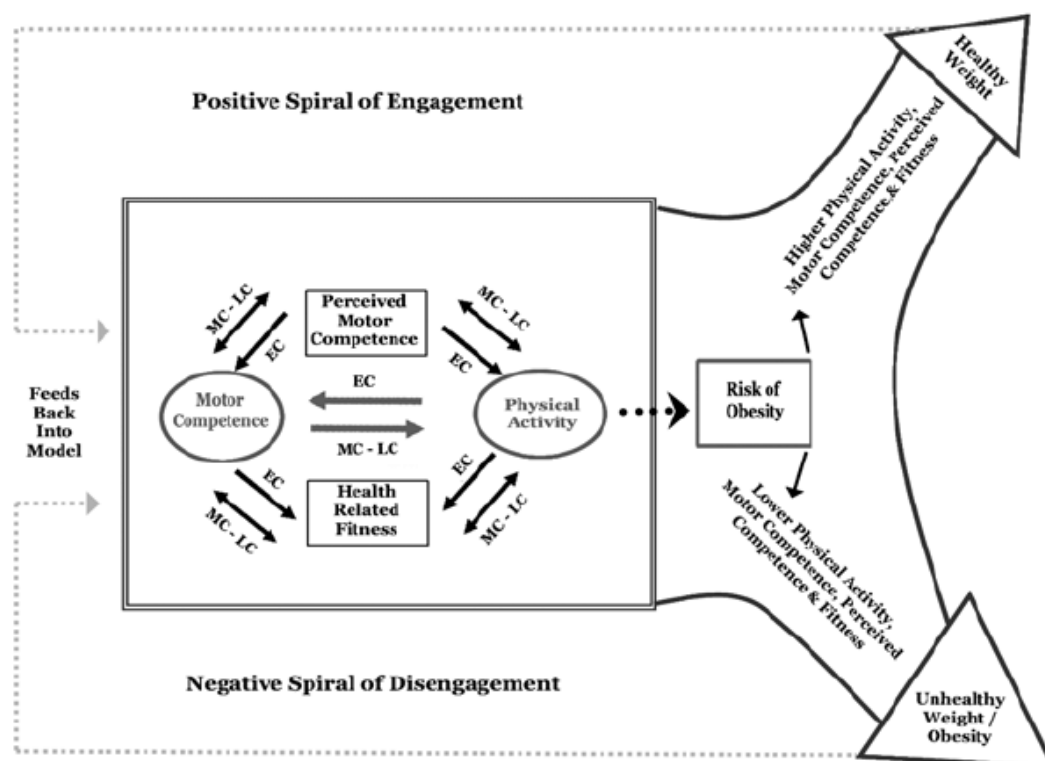 Positive Spiral of Engagement
Healthy
Weight
Higher Physical Activity,
Motor Competence, Perceived
Competence & Fitness
MC - LC
EC
Perceived
Motor
Competence
MC - LC
EC
Feeds
Back
Into
Model
Motor
Competence
EC
MC - LC
Physical
Activity
Risk of
Obesity
EC
MC - LC
Health
Related
Fitness
EC
MC - LC
Lower Physical Activity,
Motor Competence, Perceived
Competence & Fitness
Negative Spiral of Disengagement
Unhealthy
Weight /
Obesity